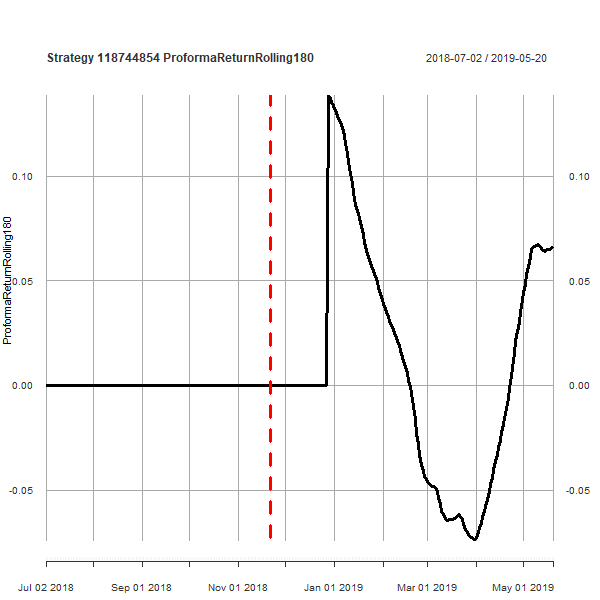 Strategy 118744854 ProformaReturnRolling180
2018-07-02 / 2019-05-20
ProformaReturnRolling180
0.10
0.05
0.00
-0.05
0.10
0.05
0.00
-0.05
Jul 02 2018
Sep 01 2018
Nov 01 2018
Jan 01 2019
Mar 01 2019
May 01 2019